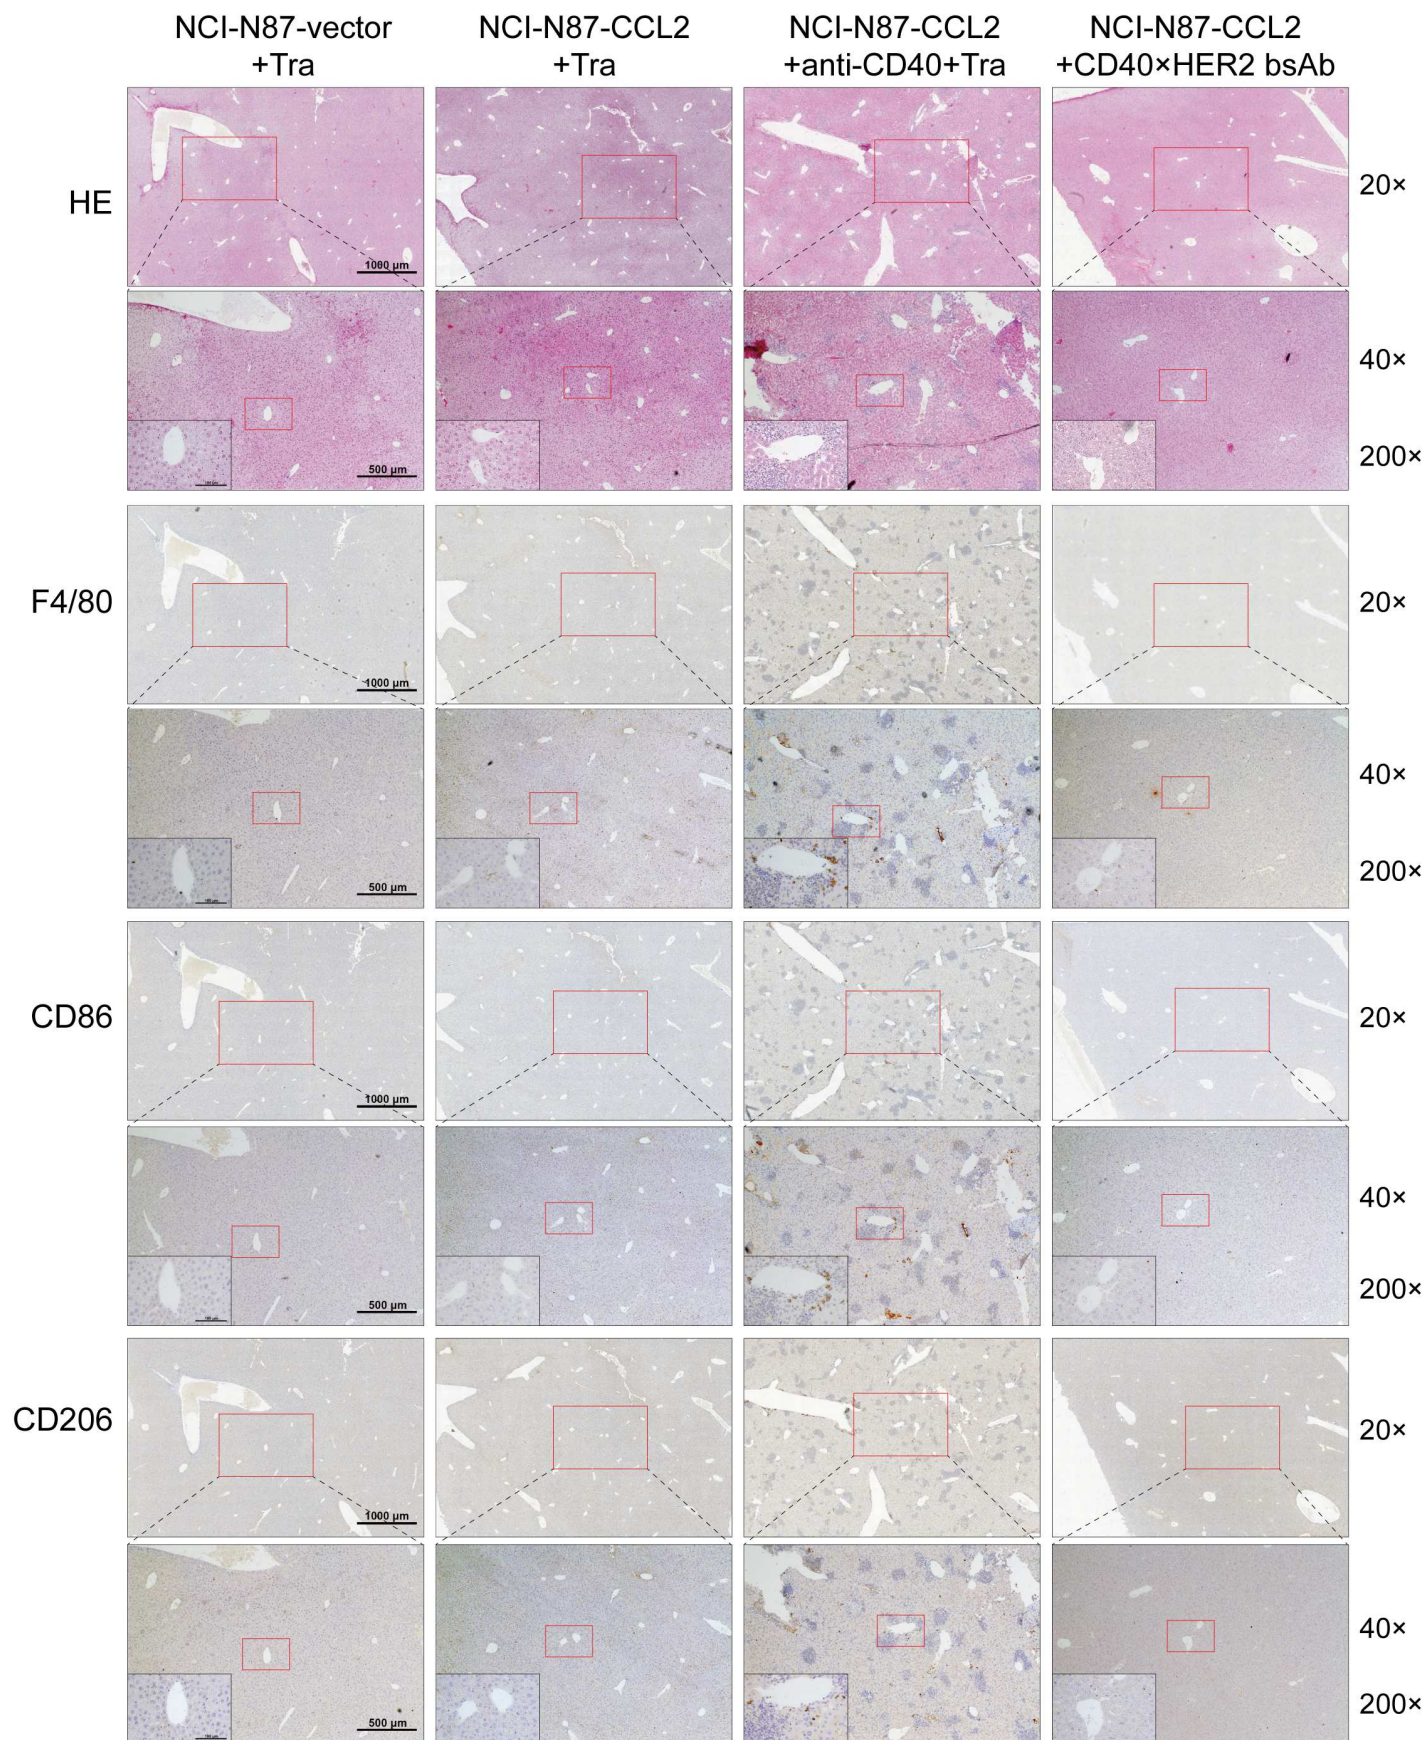 NCI-N87-vector
+Tra
NCI-N87-CCL2
+Tra
NCI-N87-CCL2
+anti-CD40+Tra
NCI-N87-CCL2
+CD40×HER2 bsAb
HE
1000 µm
20×
500 µm
40×
200×
F4/80
1000 µm
20×
500 µm
40×
200×
CD86
1000 µm
20×
500 µm
40×
200×
CD206
1000 µm
20×
500 µm
40×
200×